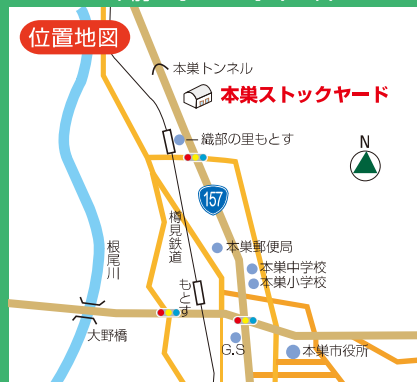 位置地図
本巣トンネル
本巣ストックヤード
織部の里もとす
N
157
樽見鉄道
本巣郵便局
根尾川
本巣中学校
本巣小学校
もとす
大野橋
G.S
本巣市役所